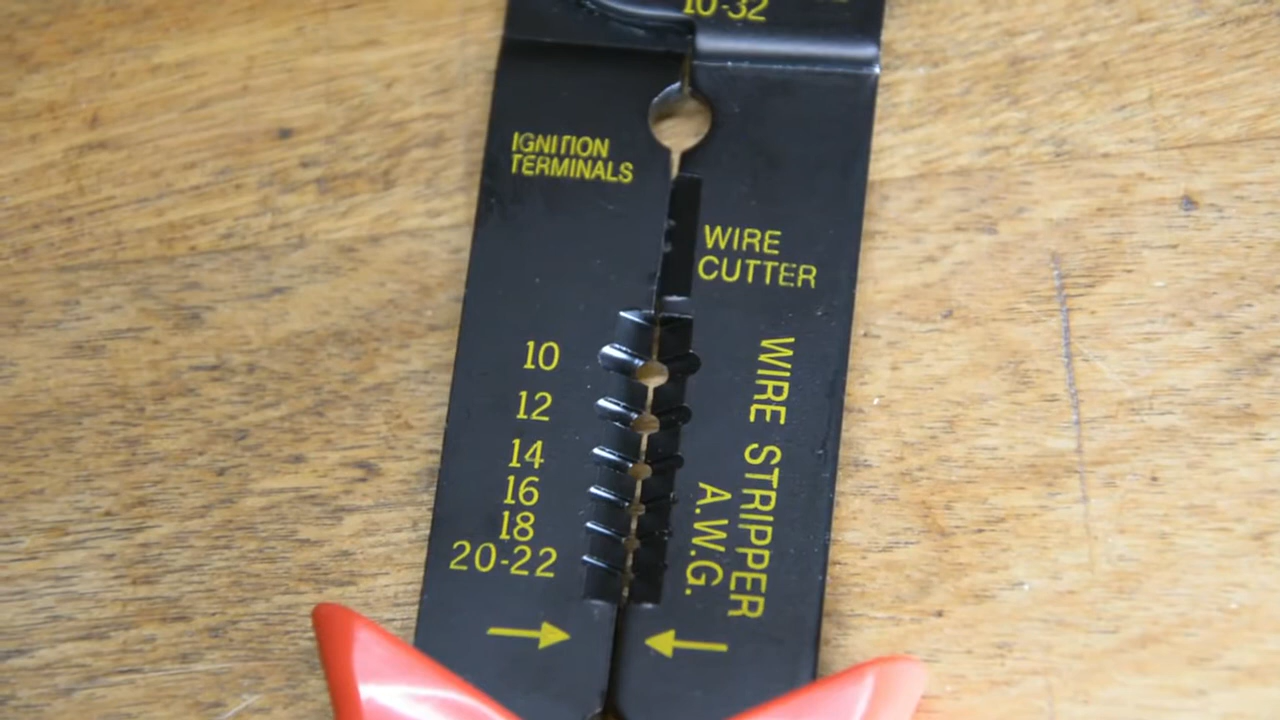 10-32
IGNITION
TERMINALS
WIRE
CUTTER
10
12
14
16
18
20-22
WIRE STRIPPER
A.W.G.